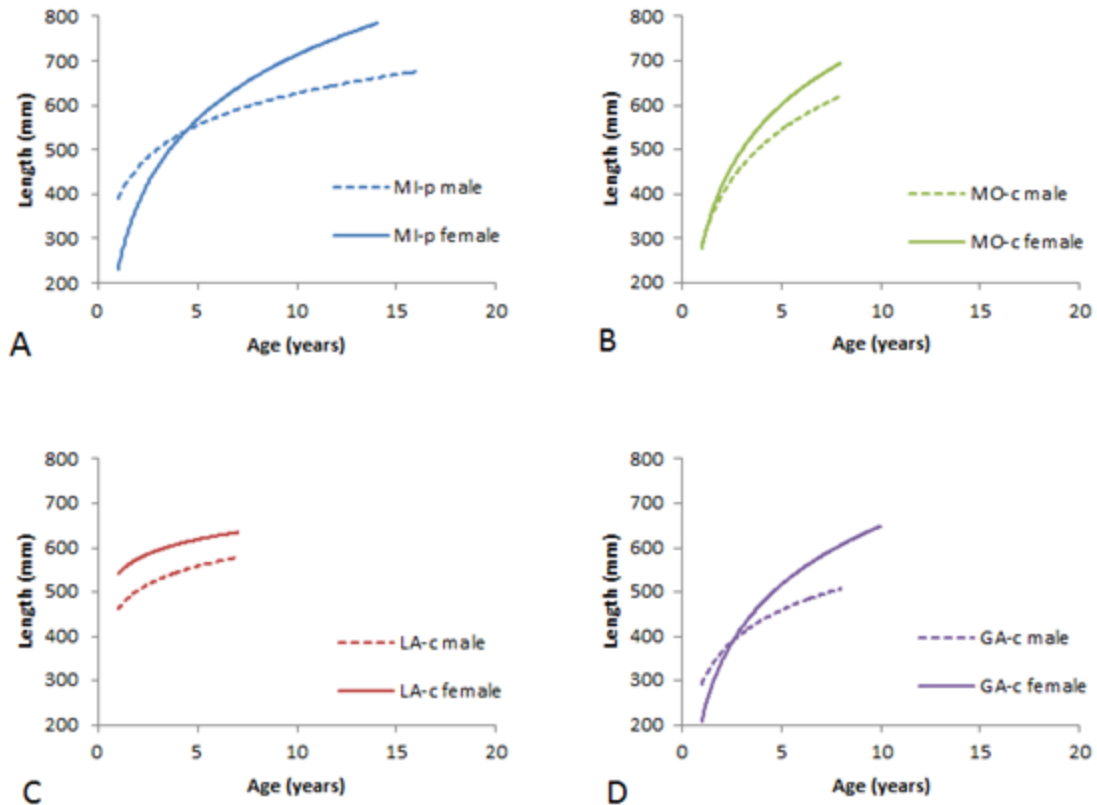 800
700
600
500
400
300
200
Length (mm)
0 5 10 15 20
Age (years)
MI-p male
MI-p female
A
800
700
600
500
400
300
200
Length (mm)
0 5 10 15 20
Age (years)
MO-c male
MO-c female
B
800
700
600
500
400
300
200
Length (mm)
0 5 10 15 20
Age (years)
LA-c male
LA-c female
C
800
700
600
500
400
300
200
Length (mm)
0 5 10 15 20
Age (years)
GA-c male
GA-c female
D